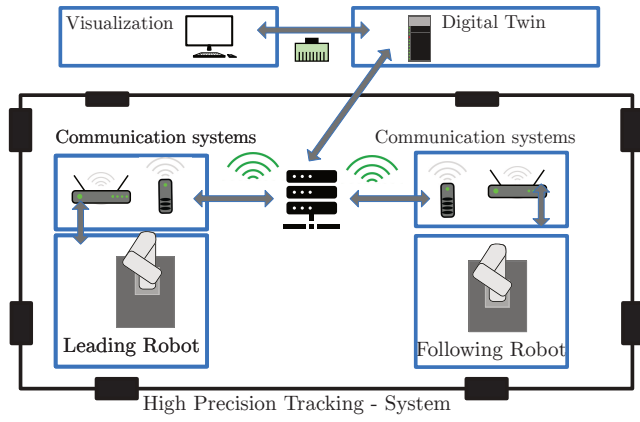 Visualization
Digital Twin
Communication systems
Communication systems
Leading Robot
Following Robot
High Precision Tracking - System